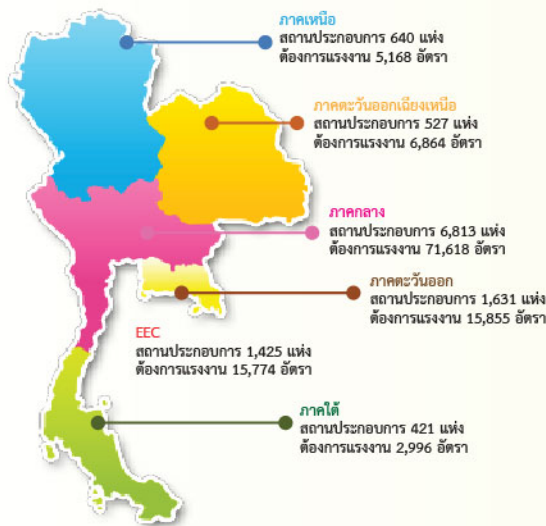 ภาคเหนือ
สถานประกอบการ 640 แห่ง
ต้องการแรงงาน 5,168 อัตรา
ภาคตะวันออกเฉียงเหนือ
สถานประกอบการ 527 แห่ง
ต้องการแรงงาน 6,864 อัตรา
ภาคกลาง
สถานประกอบการ 6,813 แห่ง
ต้องการแรงงาน 71,618 อัตรา
ภาคตะวันออก
สถานประกอบการ 1,631 แห่ง
ต้องการแรงงาน 15,855 อัตรา
EEC
สถานประกอบการ 1,425 แห่ง
ต้องการแรงงาน 15,774 อัตรา
ภาคใต้
สถานประกอบการ 421 แห่ง
ต้องการแรงงาน 2,996 อัตรา